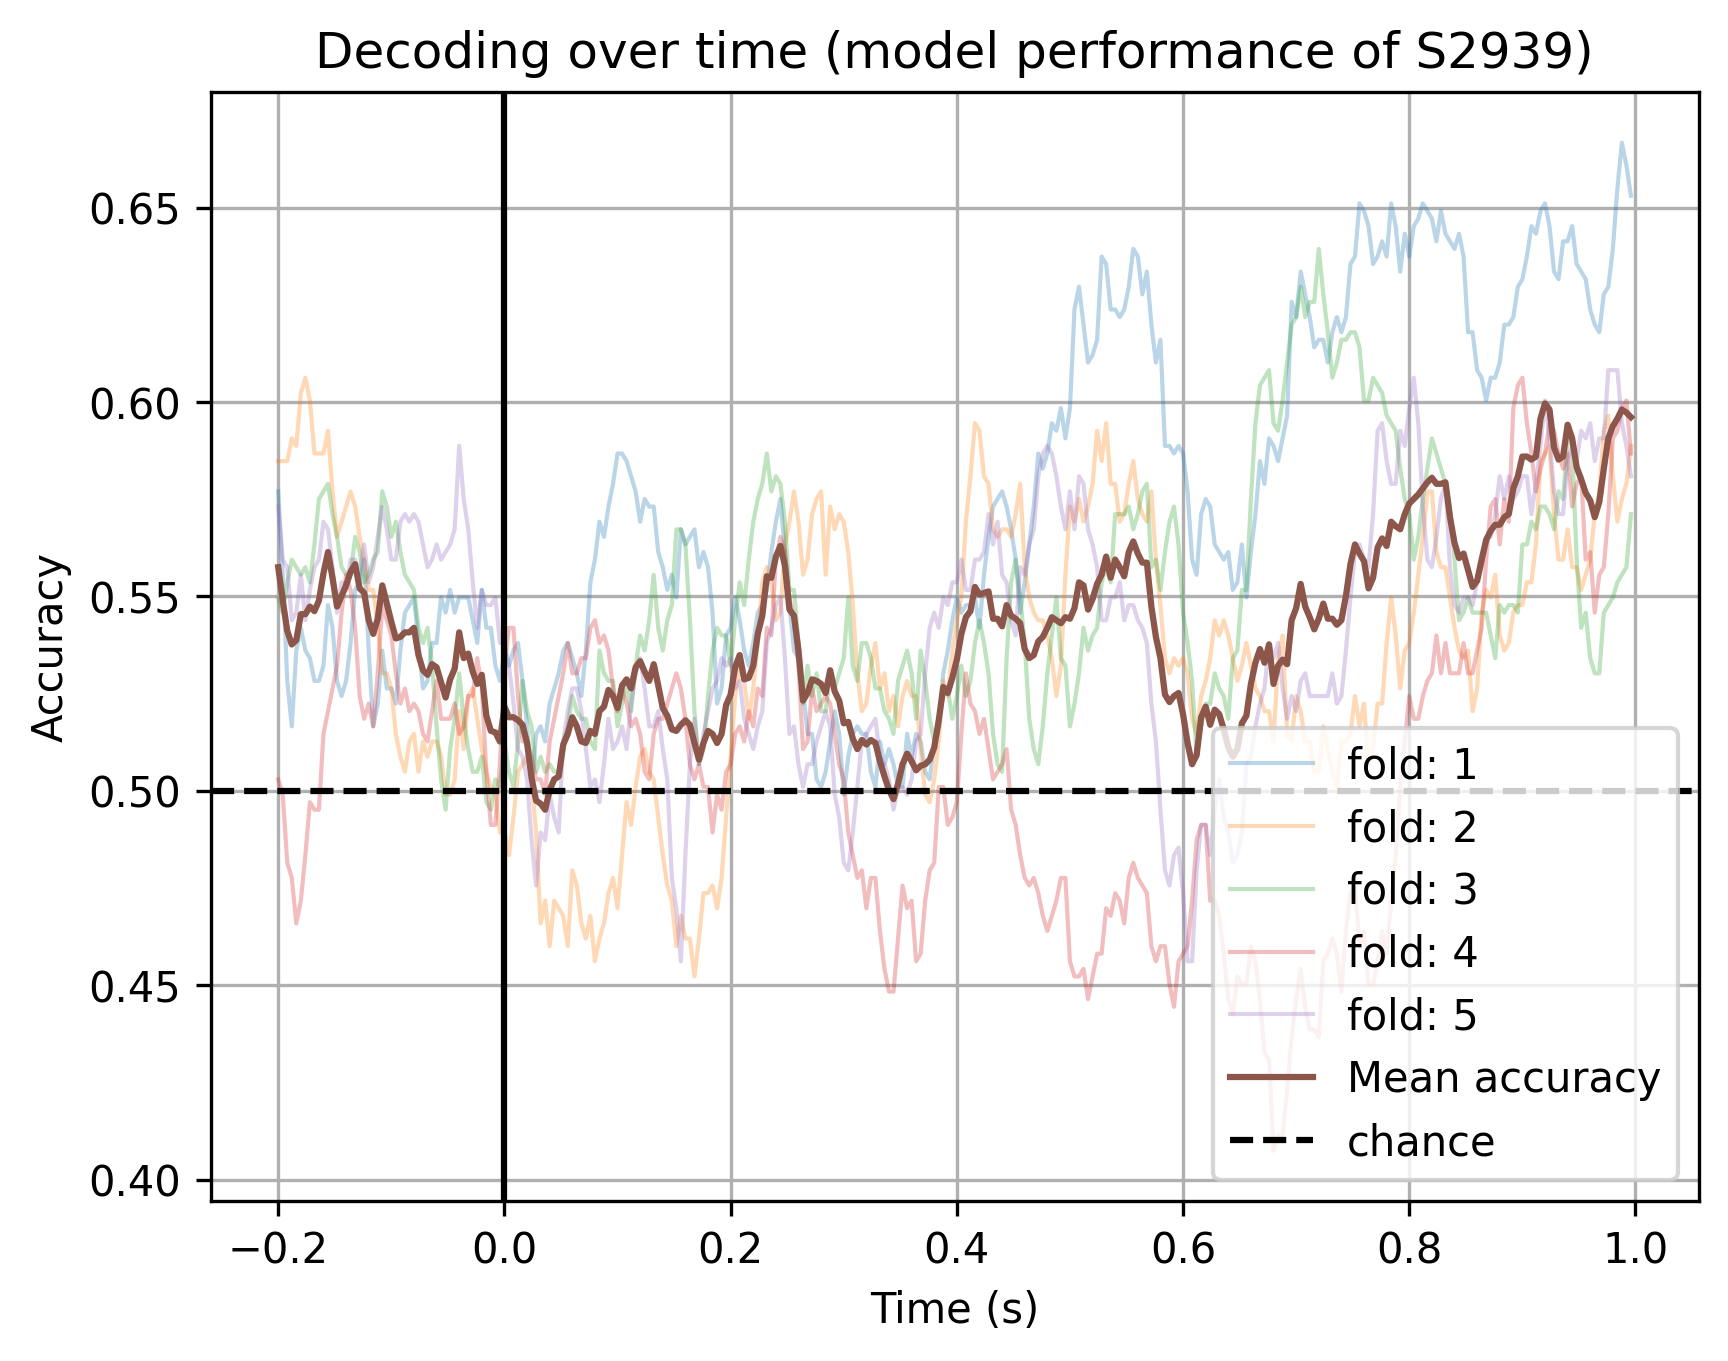 Decoding over time (model performance of S2939)
Accuracy
0.65
0.60
0.55
0.50
0.45
0.40
−0.2
0.0
0.2
0.4
0.6
0.8
1.0
Time (s)
fold: 1
fold: 2
fold: 3
fold: 4
fold: 5
Mean accuracy
chance